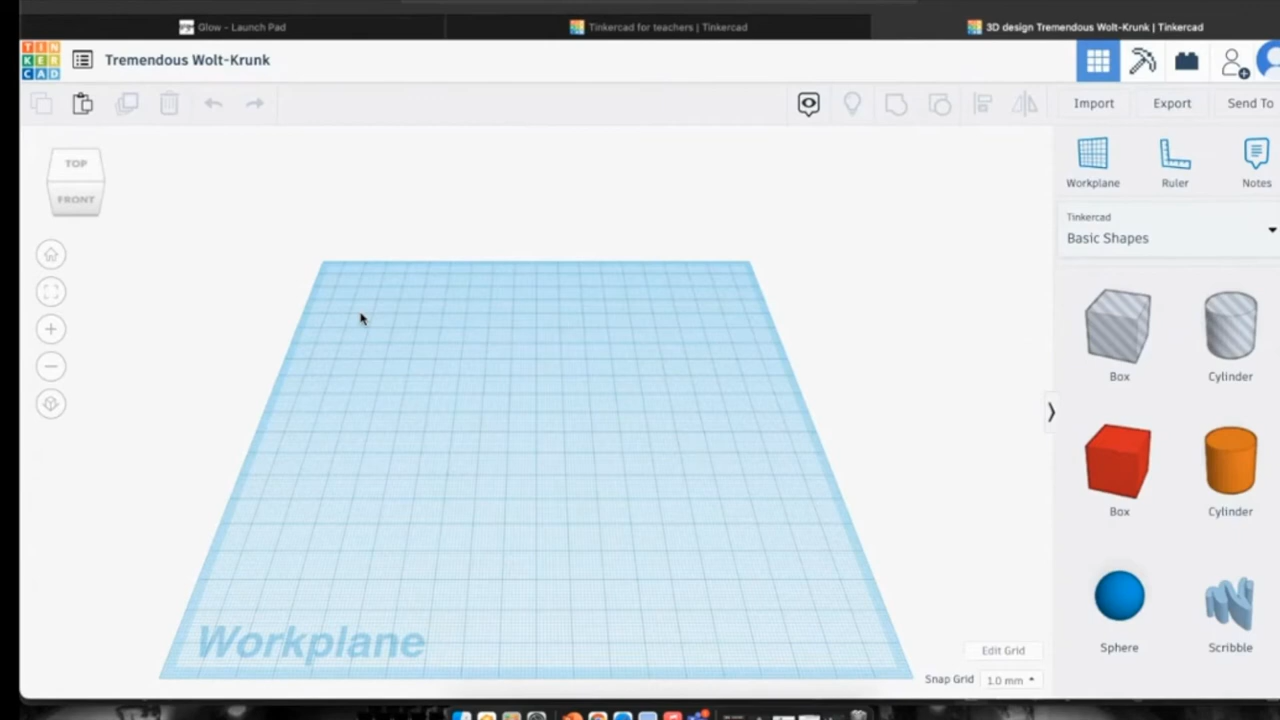 Glow - Launch Pad
Tinkercad for teachers | Tinkercad
3D design Tremendous Wolt-Krunk | Tinkercad
TIN
KER
CAD
Tremendous Wolt-Krunk
Import
Export
Send To
TOP
FRONT
Workplane
Ruler
Notes
Tinkercad
Basic Shapes
Box
Cylinder
Box
Cylinder
Sphere
Scribble
Workplane
Edit Grid
Snap Grid
1.0 mm